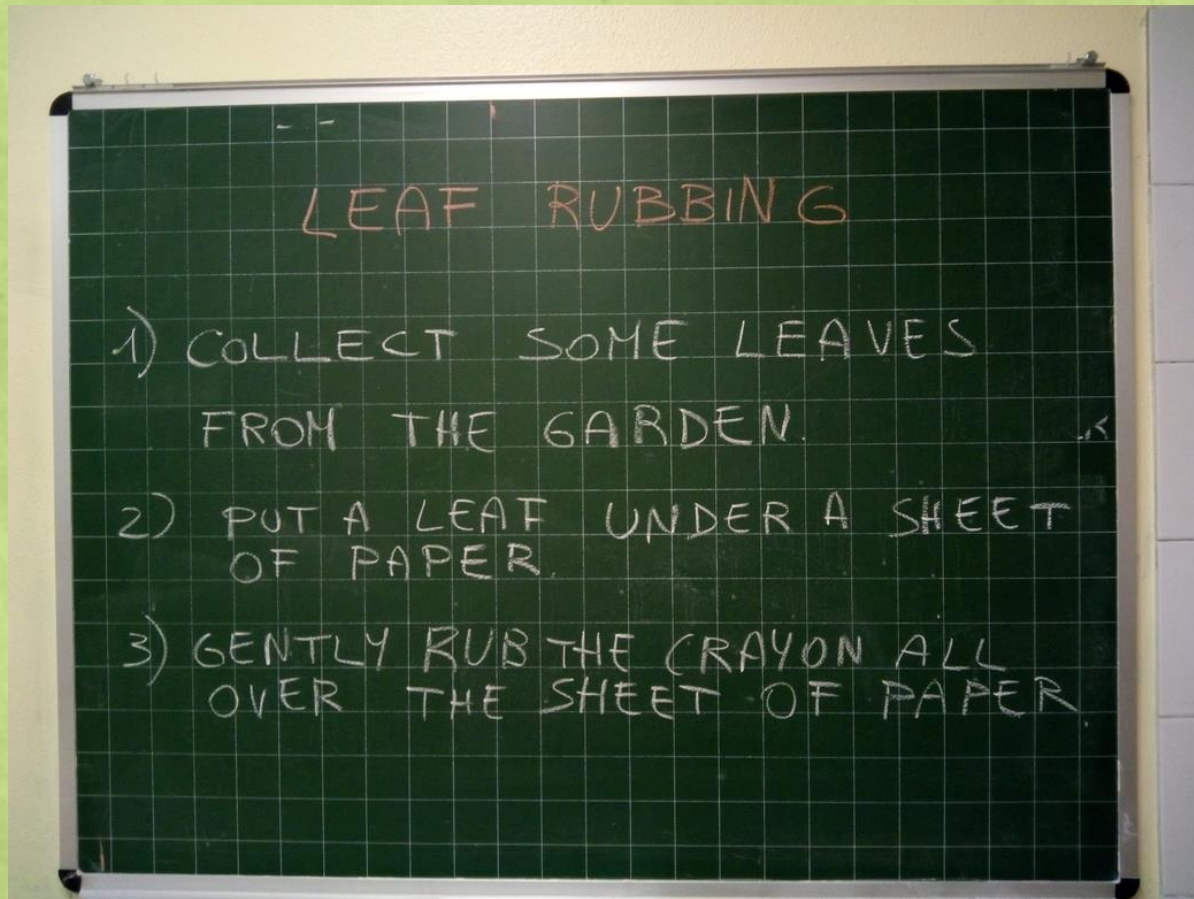 LEAF RUBBING
1) COLLECT SOME LEAVES
FROM THE GARDEN.
2) PUT A LEAF UNDER A SHEET
OF PAPER.
3) GENTLY RUB THE CRAYON ALL
OVER THE SHEET OF PAPER